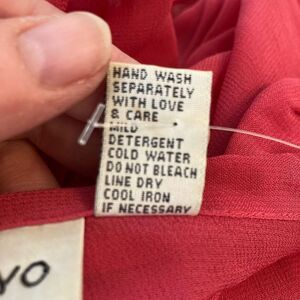 HAND WASH
SEPARATELY
WITH LOVE
& CARE
MILD
DETERGENT
COLD WATER
DO NOT BLEACH
LINE DRY
COOL IRON
IF NECESSARY
YO